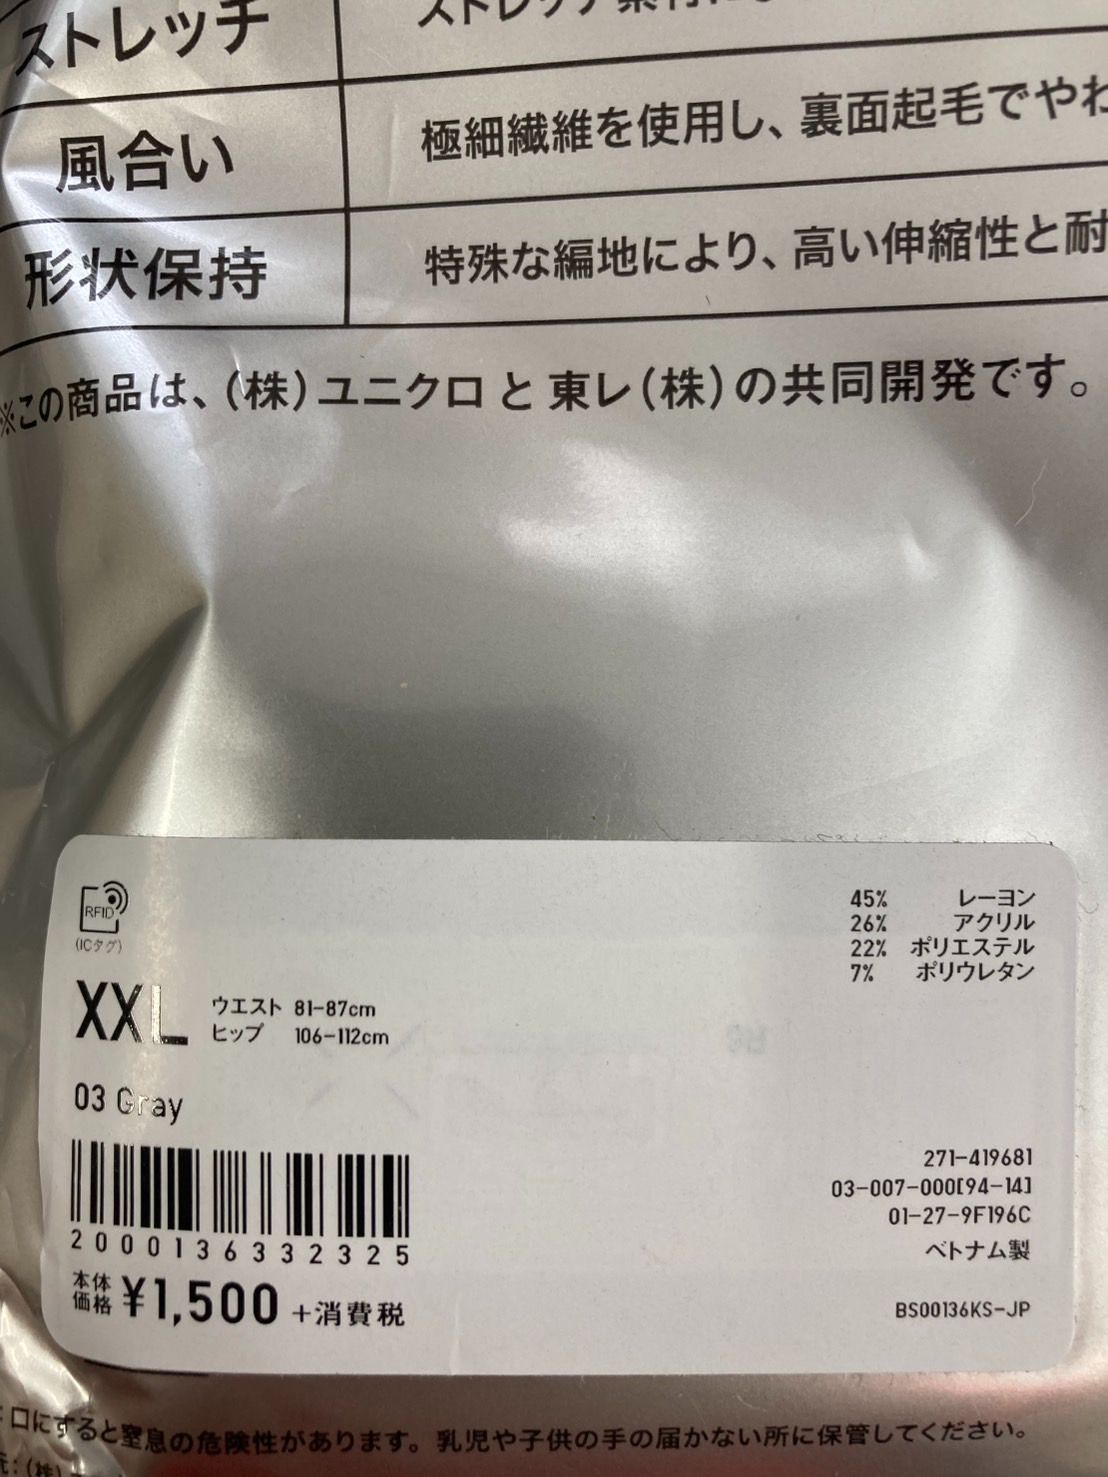 ストレッチ
風合い 極細繊維を使用し、裏面起毛でやわ
形状保持 特殊な編地により、高い伸縮性と耐
※この商品は、(株)ユニクロと東レ(株)の共同開発です。
RFID
(ICタグ)
45% レーヨン
26% アクリル
22% ポリエステル
7% ポリウレタン
XXL
ウエスト 81-87cm
ヒップ 106-112cm
03 Gray
2000136332325
本体価格 ¥1,500 +消費税
271-419681
03-007-000[94-14]
01-27-9F196C
ベトナム製
BS00136KS-JP
口にすると窒息の危険性があります。乳児や子供の手の届かない所に保管してください。